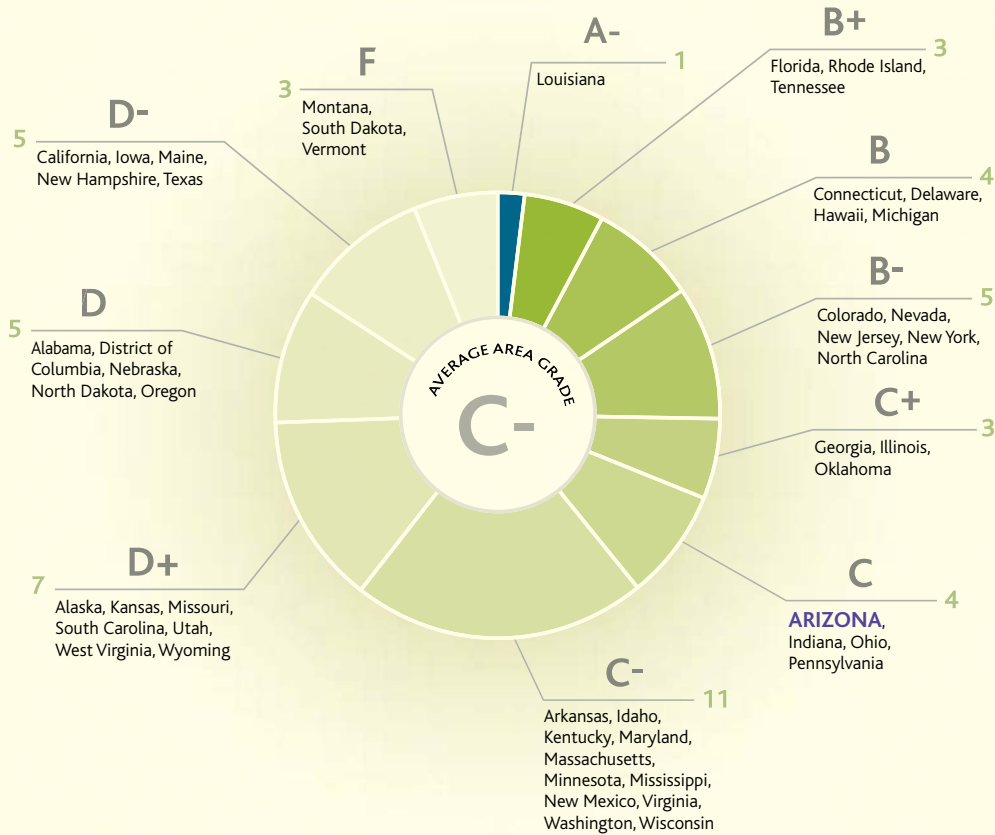 A-
1
Louisiana
B+
3
Florida, Rhode Island,
Tennessee
B
4
Connecticut, Delaware,
Hawaii, Michigan
B-
5
Colorado, Nevada,
New Jersey, New York,
North Carolina
C+
3
Georgia, Illinois,
Oklahoma
C
4
ARIZONA,
Indiana, Ohio,
Pennsylvania
C-
11
Arkansas, Idaho,
Kentucky, Maryland,
Massachusetts,
Minnesota, Mississippi,
New Mexico, Virginia,
Washington, Wisconsin
D+
7
Alaska, Kansas, Missouri,
South Carolina, Utah,
West Virginia, Wyoming
D
5
Alabama, District of
Columbia, Nebraska,
North Dakota, Oregon
D-
5
California, Iowa, Maine,
New Hampshire, Texas
F
3
Montana,
South Dakota,
Vermont
AVERAGE AREA GRADE
C-